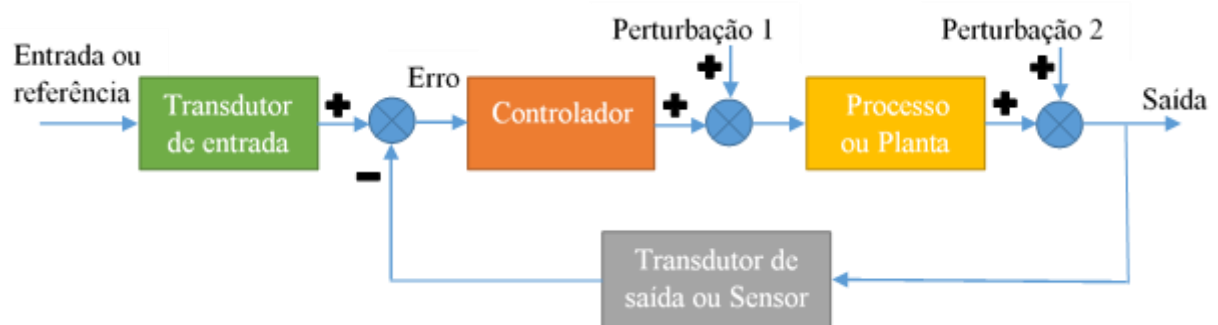 Entrada ou
referência
Transdutor
de entrada
+
−
Erro
Controlador
+
Perturbação 1
+
Processo
ou Planta
+
Perturbação 2
+
Saída
Transdutor de
saída ou Sensor